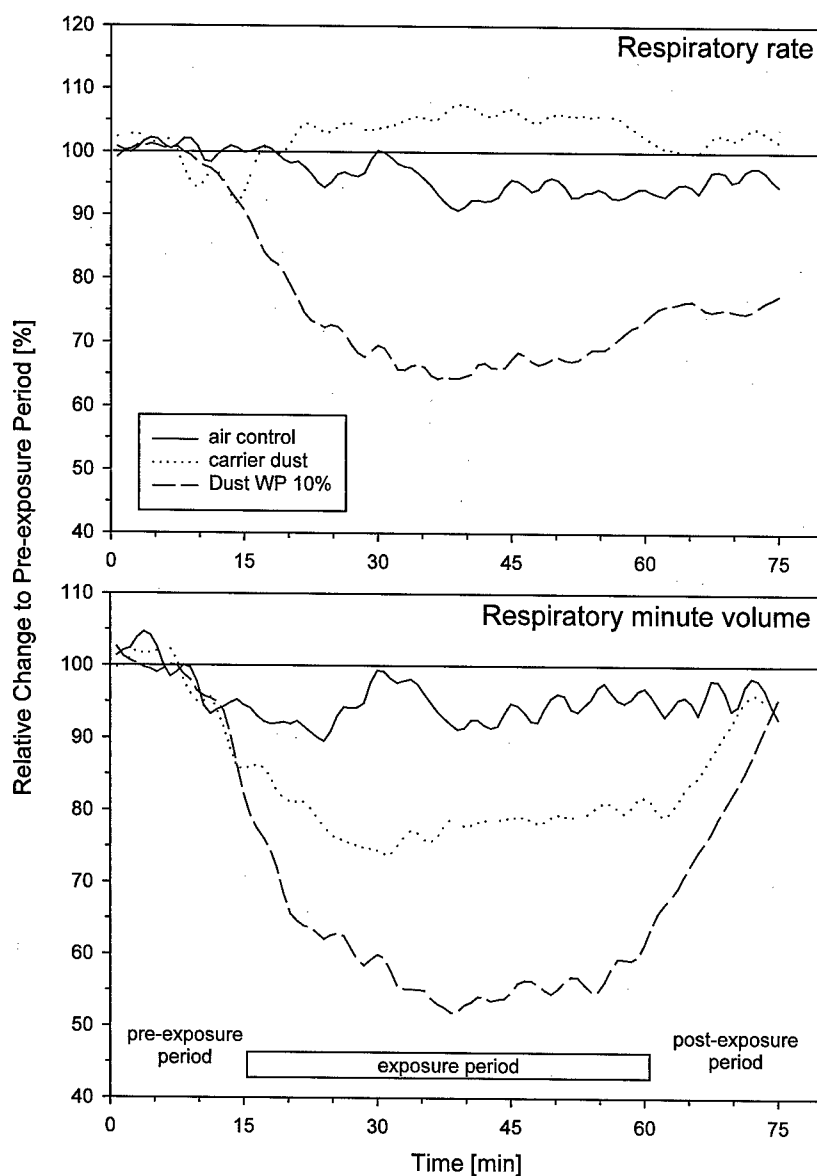 Relative Change to Pre-exposure Period [%]
120
110
100
90
80
70
60
50
40
Respiratory rate
air control
carrier dust
Dust WP 10%
0
15
30
45
60
75
110
100
90
80
70
60
50
40
Respiratory minute volume
pre-exposure
period
exposure period
post-exposure
period
0
15
30
45
60
75
Time [min]